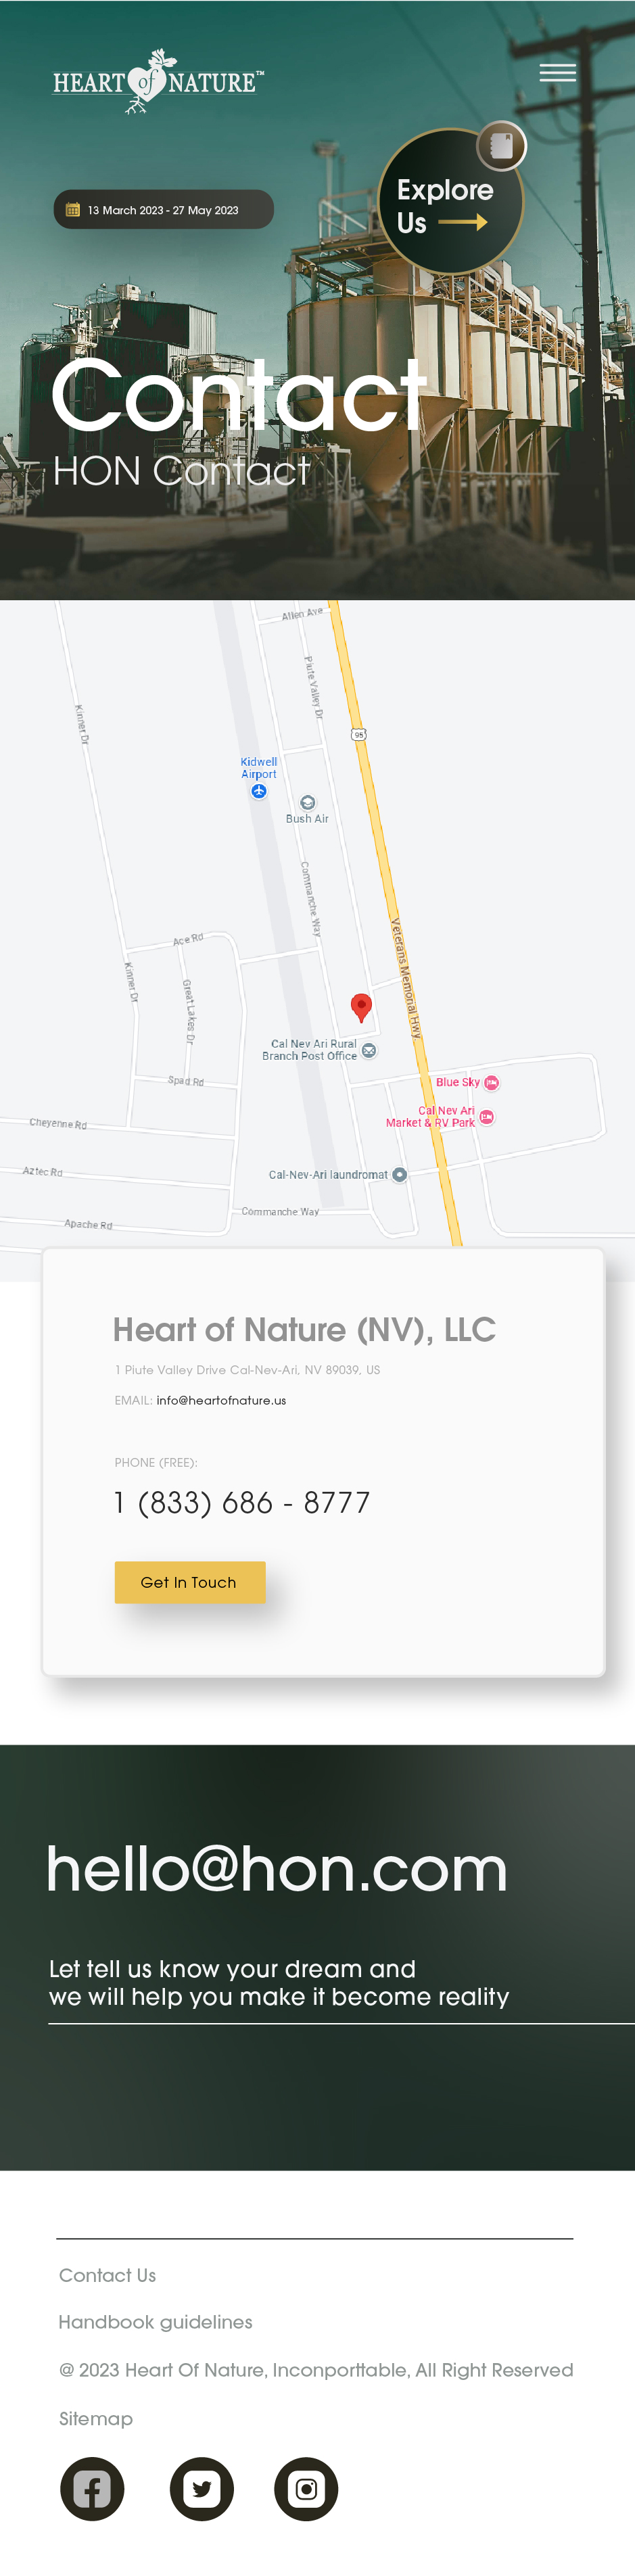 HEART of NATURE™
13 March 2023 - 27 May 2023
Explore
Us
Contact
HON Contact
Allen Ave
Piute Valley Dr
Kinner Dr
95
Kidwell
Airport
Bush Air
Commanche Way
Veterans Memorial Hwy
Ace Rd
Kinner Dr
Great Lakes Dr
Cal Nev Ari Rural
Branch Post Office
Spad Rd
Blue Sky
Cal Nev Ari
Market & RV Park
Cheyenne Rd
Aztec Rd
Cal-Nev-Ari laundromat
Commanche Way
Apache Rd
Heart of Nature (NV), LLC
1 Piute Valley Drive Cal-Nev-Ari, NV 89039, US
EMAIL: info@heartofnature.us
PHONE (FREE):
1 (833) 686 - 8777
Get In Touch
hello@hon.com
Let tell us know your dream and
we will help you make it become reality
Contact Us
Handbook guidelines
@ 2023 Heart Of Nature, Inconporttable, All Right Reserved
Sitemap